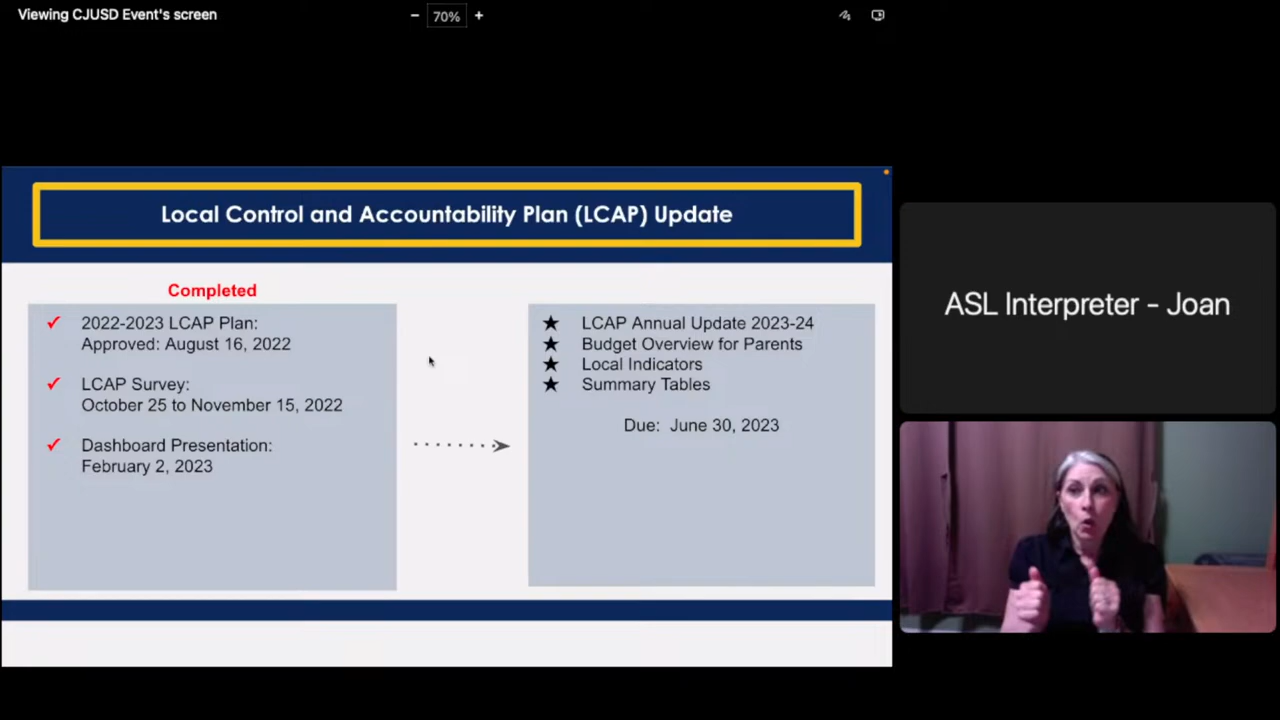 Viewing CJUSD Event's screen
− 70% +
Local Control and Accountability Plan (LCAP) Update
Completed
2022-2023 LCAP Plan:
Approved: August 16, 2022
LCAP Survey:
October 25 to November 15, 2022
Dashboard Presentation:
February 2, 2023
LCAP Annual Update 2023-24
Budget Overview for Parents
Local Indicators
Summary Tables
Due: June 30, 2023
ASL Interpreter - Joan